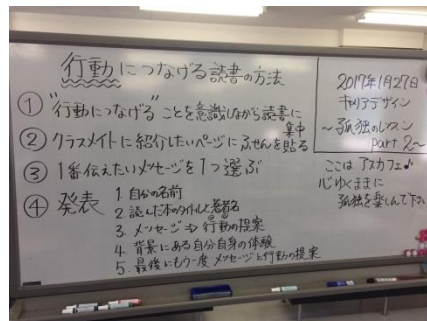 行動につなげる読書の方法
① "行動につなげる"ことを意識しながら読書に
集中
② クラスメイトに紹介したいページにふせんを貼る
③ 1番伝えたいメッセージを1つ選ぶ
④ 発表
1. 自分の名前
2. 読んだ本のタイトルと著者名
3. メッセージ⇒行動の提案
4. 背景にある自分自身の体験
5. 最後にもう一度 メッセージと行動の提案
2017年1月27日
キャリアデザイン
～孤独のレッスン
part 2～
ここは アスカフェ♪
心ゆくまに
孤独を楽しんで下さい